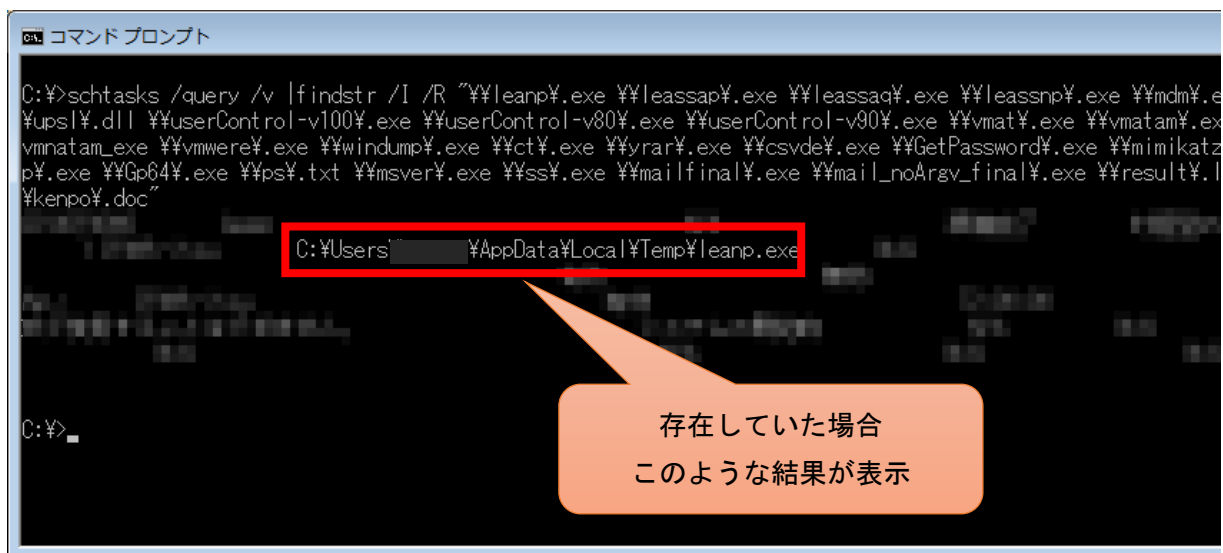 コマンド プロンプト
C:¥>schtasks /query /v |findstr /I /R "¥¥leanp¥.exe ¥¥leassap¥.exe ¥¥leassaq¥.exe ¥¥leassnp¥.exe ¥¥mdm¥.e
¥upsl¥.dll ¥¥userControl-v100¥.exe ¥¥userControl-v80¥.exe ¥¥userControl-v90¥.exe ¥¥vmat¥.exe ¥¥vmatam¥.ex
vmnatam_exe ¥¥vmwere¥.exe ¥¥windump¥.exe ¥¥ct¥.exe ¥¥yrar¥.exe ¥¥csvde¥.exe ¥¥GetPassword¥.exe ¥¥mimikatz
p¥.exe ¥¥Gp64¥.exe ¥¥ps¥.txt ¥¥msver¥.exe ¥¥ss¥.exe ¥¥mailfinal¥.exe ¥¥mail_noArgv_final¥.exe ¥¥result¥.l
¥kenpo¥.doc"
C:¥Users¥ ¥AppData¥Local¥Temp¥leanp.exe
C:¥>
存在していた場合
このような結果が表示